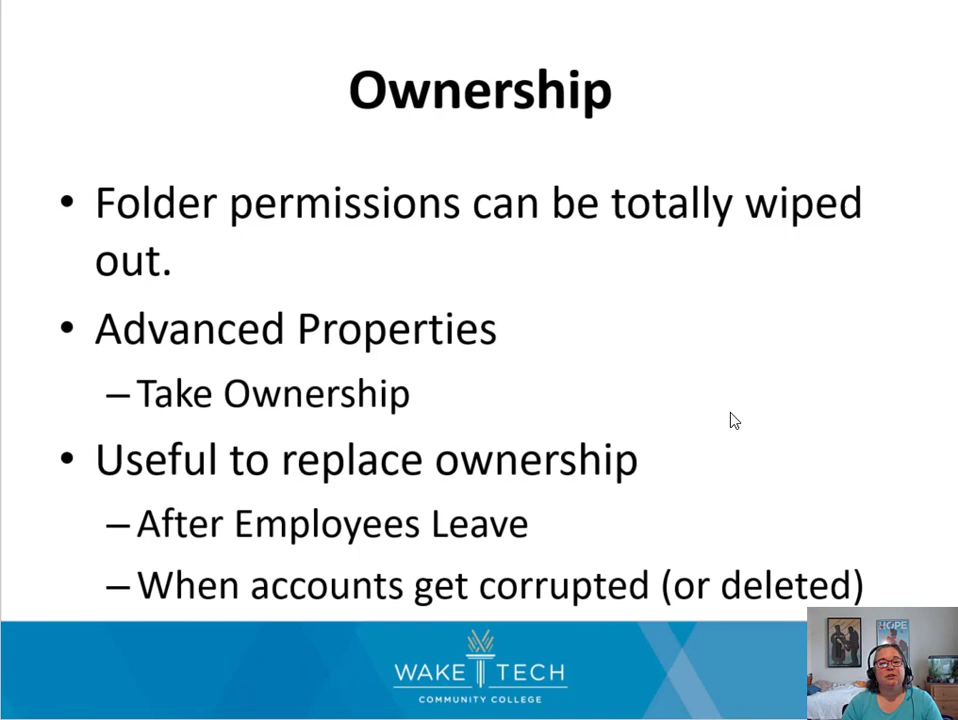 Ownership
• Folder permissions can be totally wiped
out.
• Advanced Properties
–Take Ownership
• Useful to replace ownership
–After Employees Leave
–When accounts get corrupted (or deleted)
WAKE TECH
COMMUNITY COLLEGE
HOPE